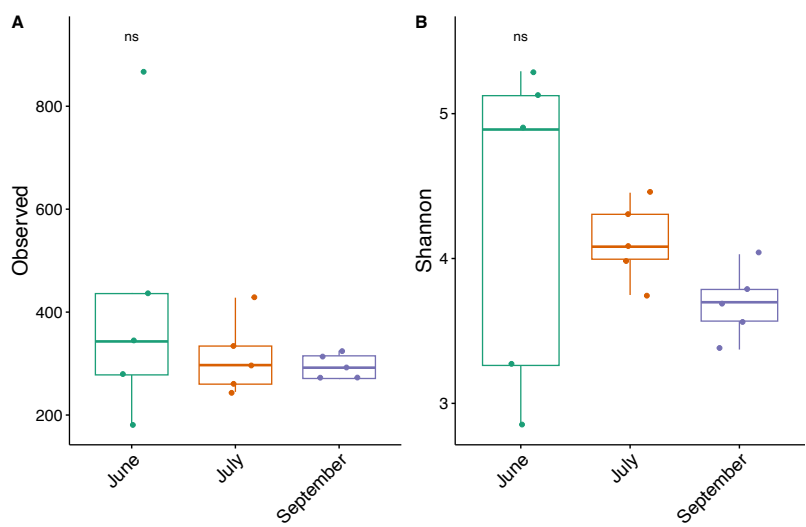 A
ns
Observed
800
600
400
200
June
July
September
B
ns
Shannon
5
4
3
June
July
September